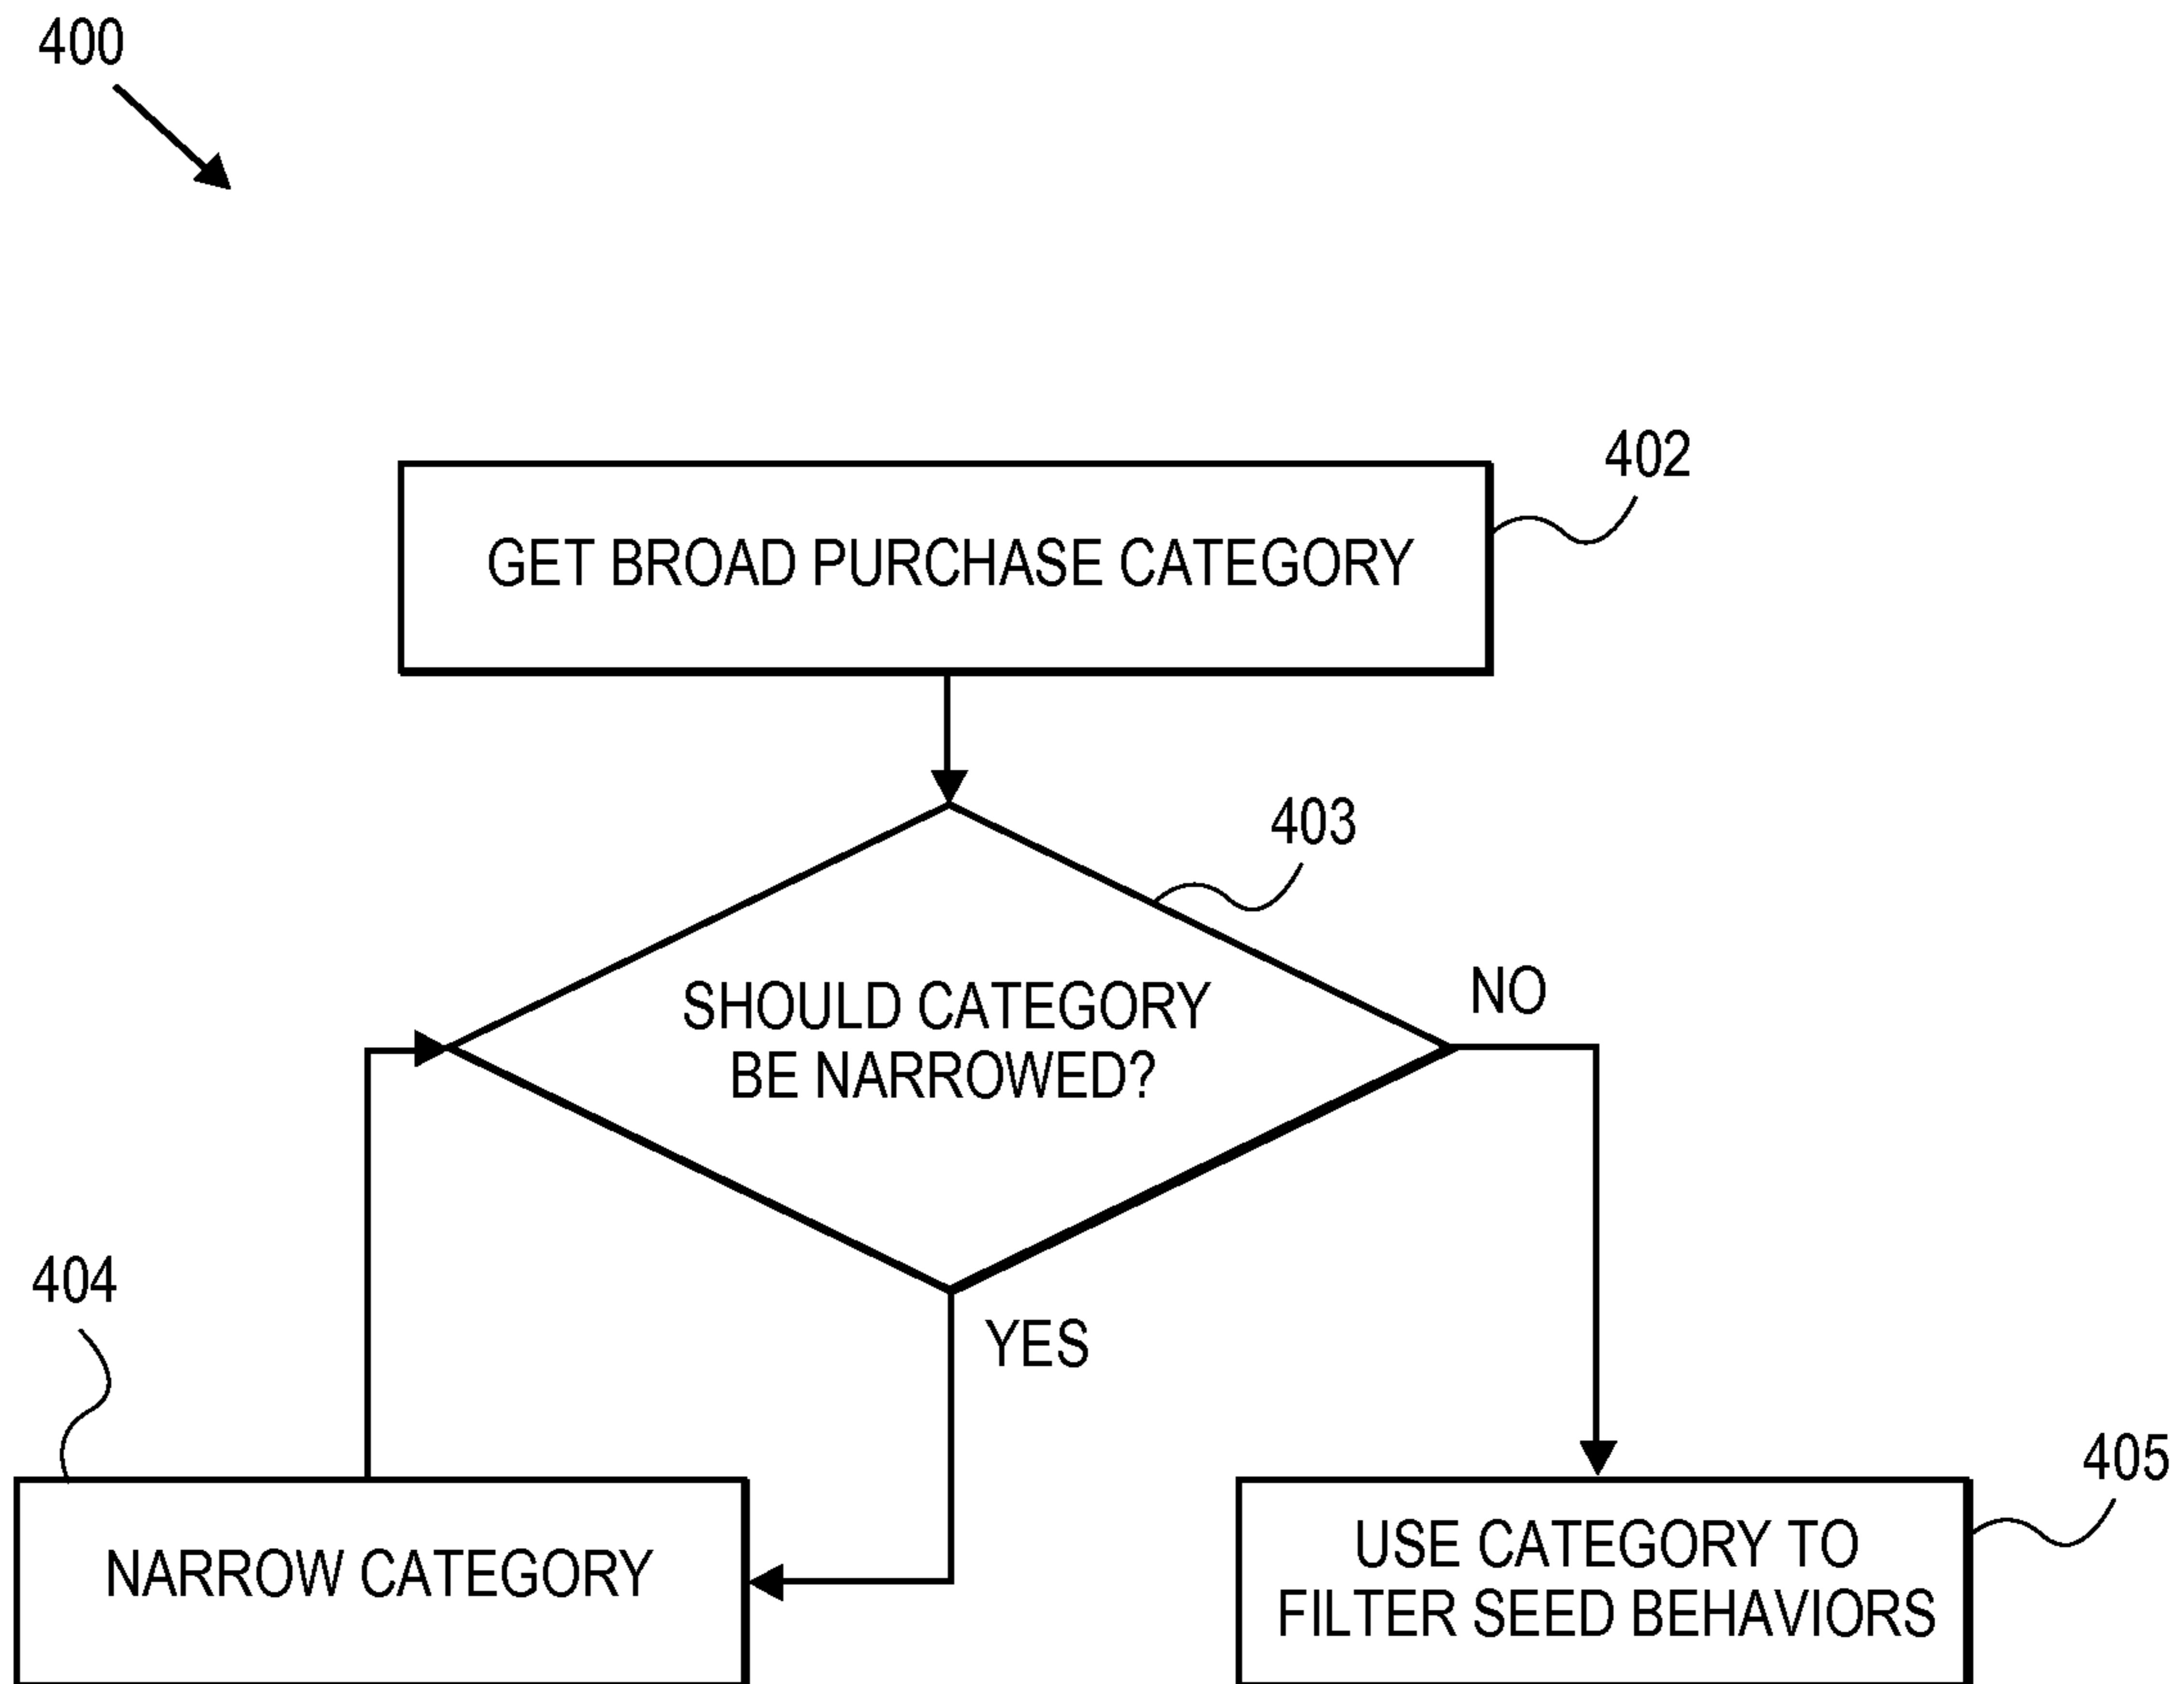 400
402
GET BROAD PURCHASE CATEGORY
403
SHOULD CATEGORY
BE NARROWED?
NO
YES
404
NARROW CATEGORY
405
USE CATEGORY TO
FILTER SEED BEHAVIORS